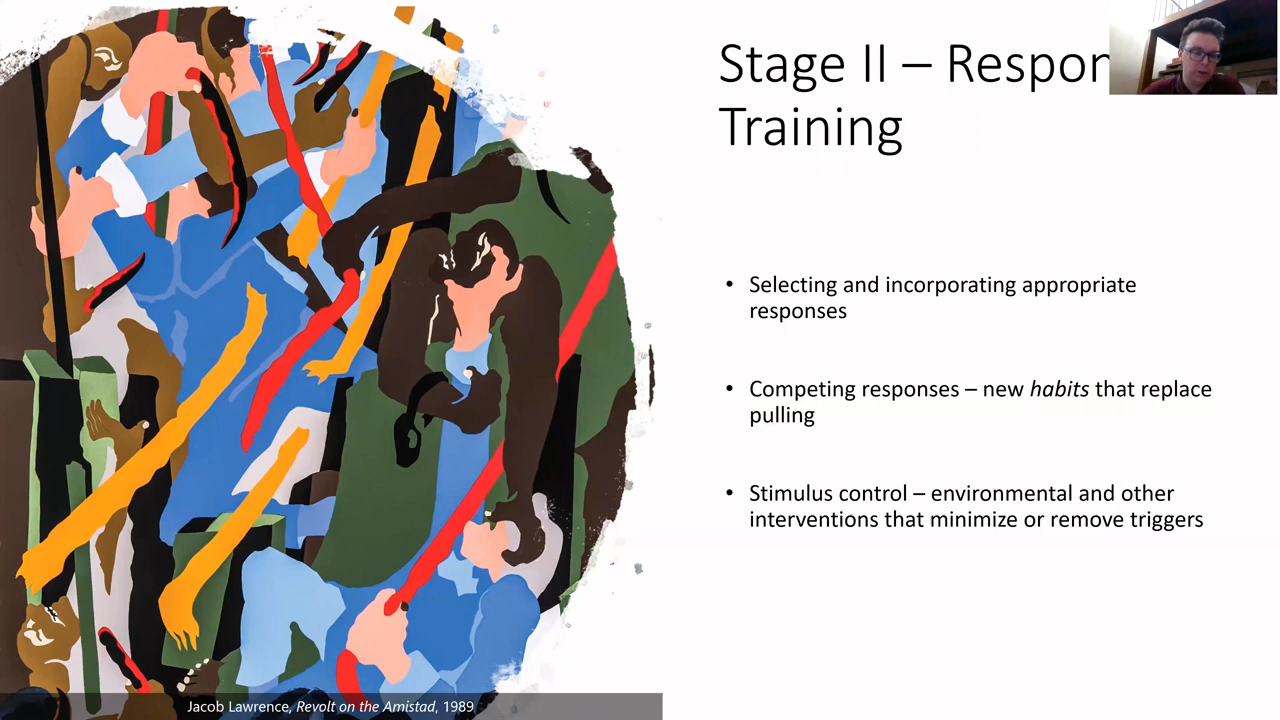 Stage II – Respon
Training
• Selecting and incorporating appropriate
responses
• Competing responses – new habits that replace
pulling
• Stimulus control – environmental and other
interventions that minimize or remove triggers
Jacob Lawrence, Revolt on the Amistad, 1989